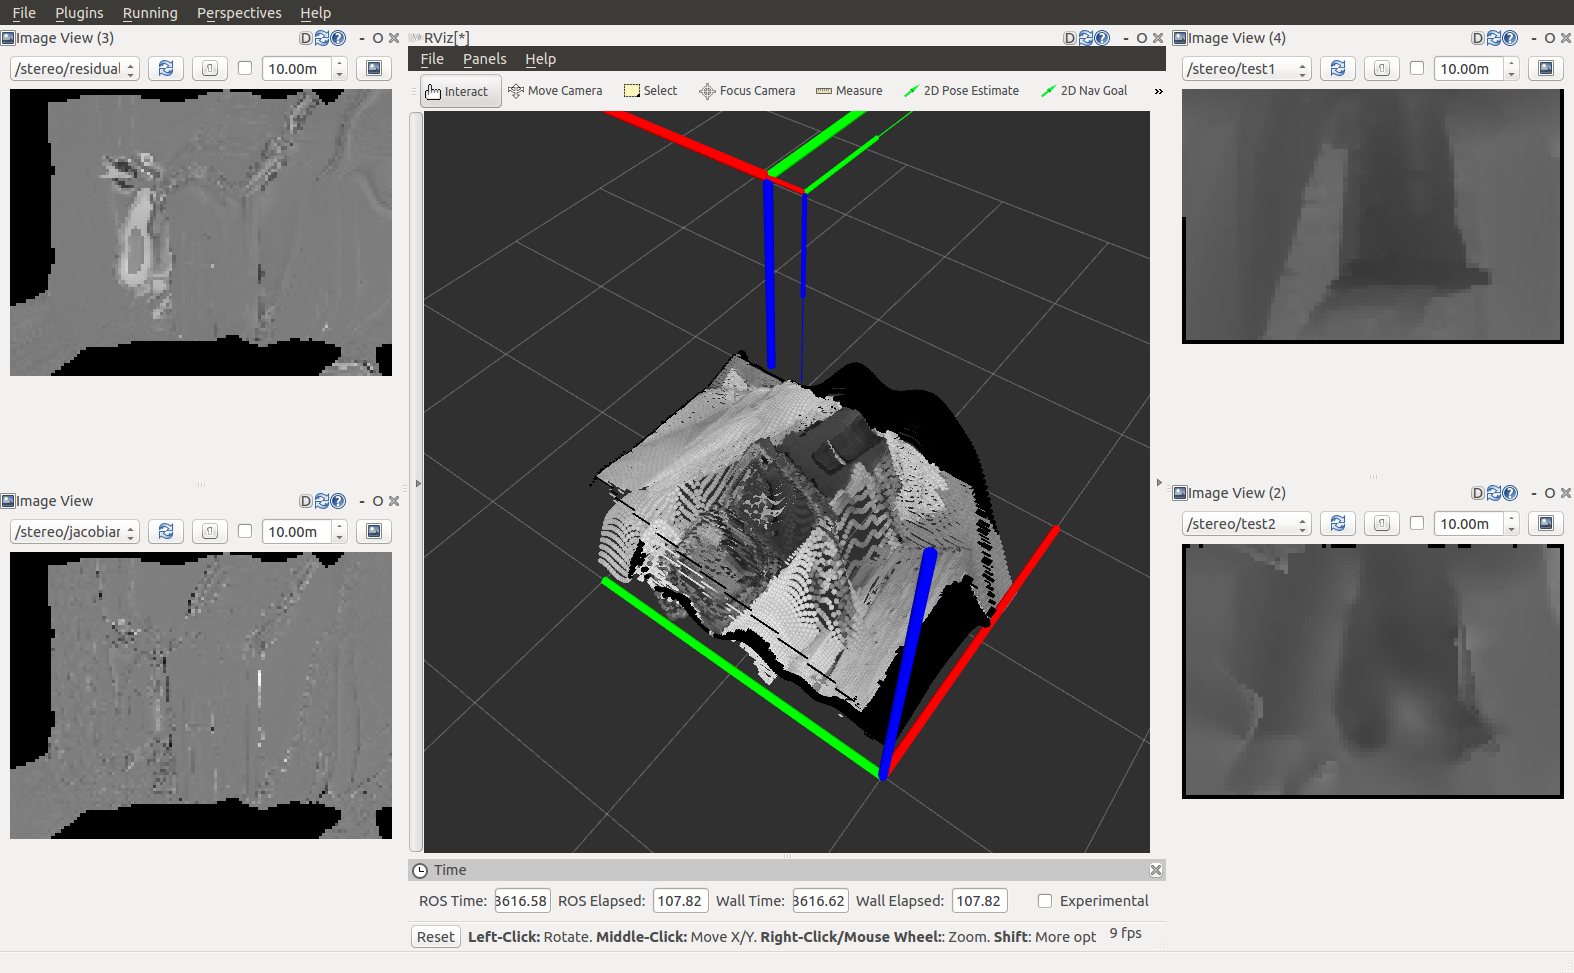 File Plugins Running Perspectives Help
Image View (3)
/stereo/residual
10.00m
Image View
/stereo/jacobian
10.00m
RViz[*]
File Panels Help
Interact Move Camera Select Focus Camera Measure 2D Pose Estimate 2D Nav Goal »
Time
ROS Time: 3616.58 ROS Elapsed: 107.82 Wall Time: 3616.62 Wall Elapsed: 107.82 Experimental
Reset Left-Click: Rotate. Middle-Click: Move X/Y. Right-Click/Mouse Wheel:: Zoom. Shift: More opt 9 fps
Image View (4)
/stereo/test1
10.00m
Image View (2)
/stereo/test2
10.00m